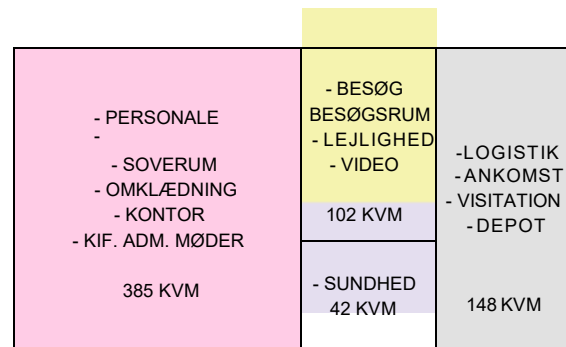 - PERSONALE
-
- SOVERUM
- OMKLÆDNING
- KONTOR
- KIF. ADM. MØDER
385 KVM
- BESØG
BESØGSRUM
- LEJLIGHED
- VIDEO
102 KVM
- SUNDHED
42 KVM
-LOGISTIK
-ANKOMST
- VISITATION
-DEPOT
148 KVM